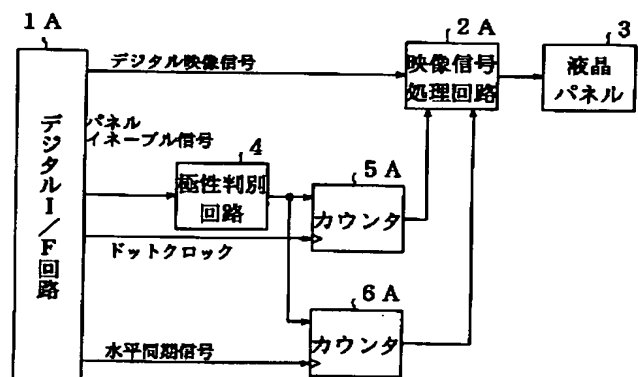 1A
デジタルI/F回路
デジタル映像信号
2A
映像信号
処理回路
3
液晶
パネル
パネル
イネーブル信号
4
極性判別
回路
5A
カウンタ
ドットクロック
6A
カウンタ
水平同期信号